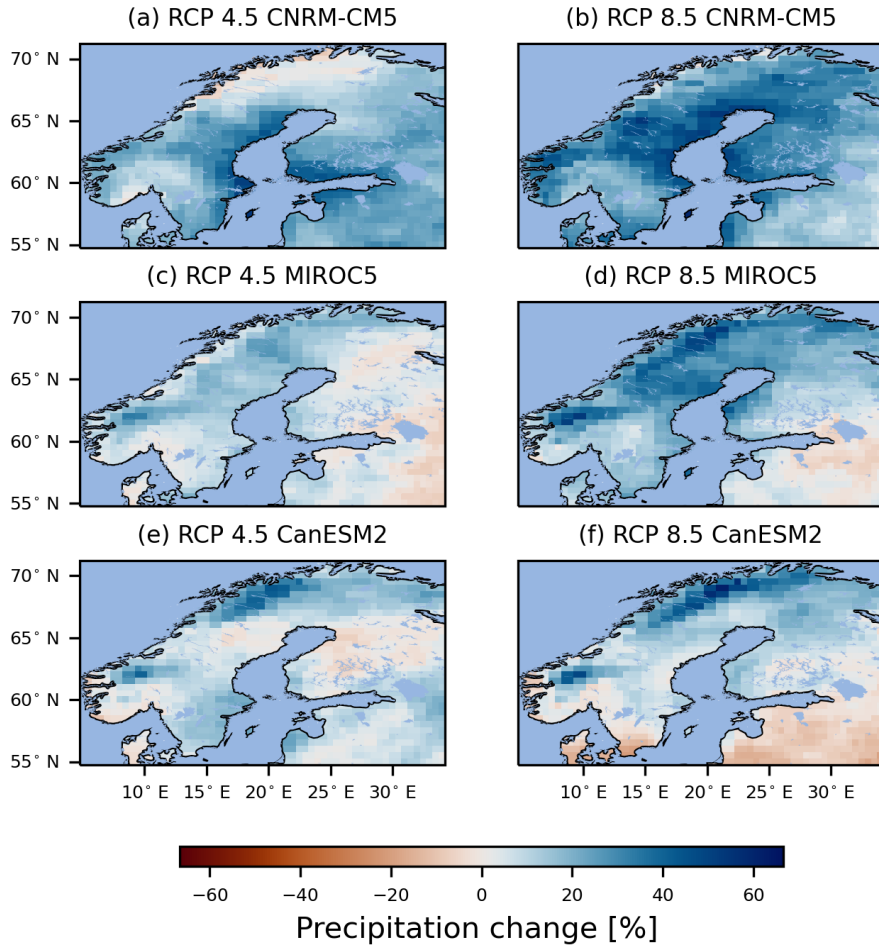 (a) RCP 4.5 CNRM-CM5
(b) RCP 8.5 CNRM-CM5
70° N
65° N
60° N
55° N
(c) RCP 4.5 MIROC5
(d) RCP 8.5 MIROC5
70° N
65° N
60° N
55° N
(e) RCP 4.5 CanESM2
(f) RCP 8.5 CanESM2
70° N
65° N
60° N
55° N
10° E 15° E 20° E 25° E 30° E
10° E 15° E 20° E 25° E 30° E
−60 −40 −20 0 20 40 60
Precipitation change [%]